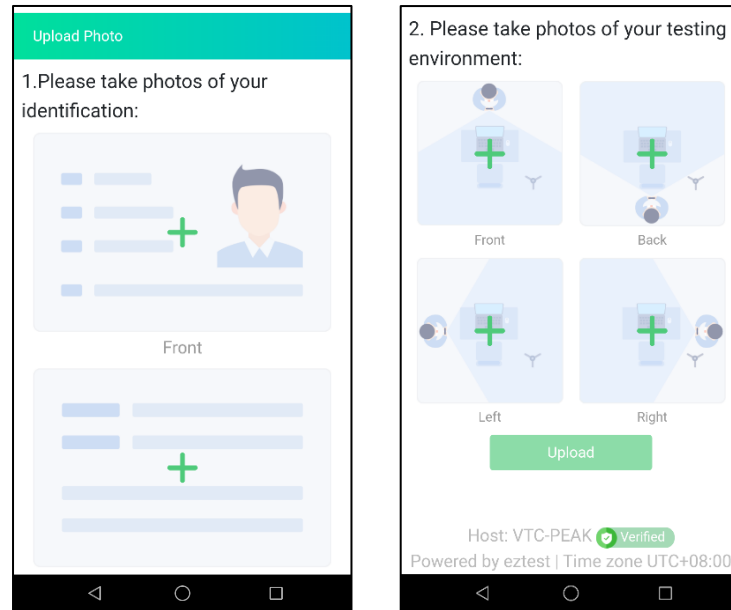 Upload Photo
1.Please take photos of your
identification:
Front
2. Please take photos of your testing
environment:
Front
Back
Left
Right
Upload
Host: VTC-PEAK Verified
Powered by eztest | Time zone UTC+08:00